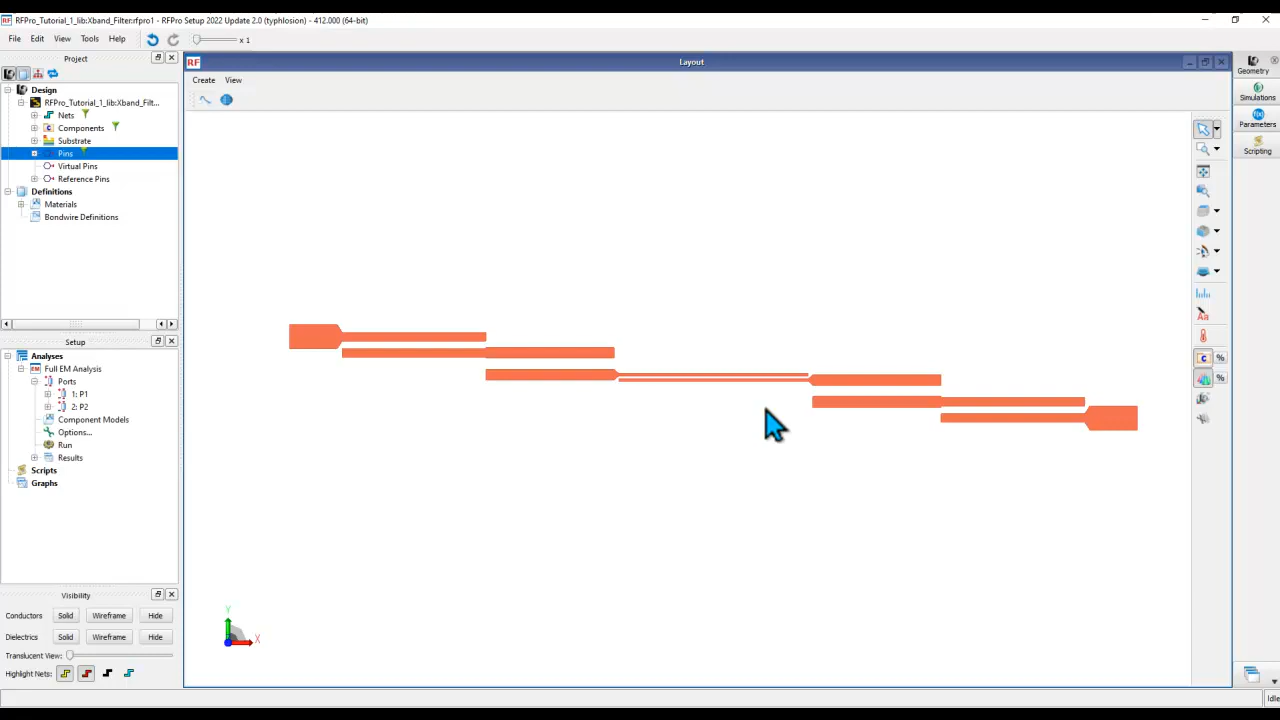 RFPro_Tutorial_1_lib:Xband_Filter:rfpro1 - RFPro Setup 2022 Update 2.0 (typhlosion) - 412.000 (64-bit)
File Edit View Tools Help x 1
Project
Design
RFPro_Tutorial_1_lib:Xband_Filt...
Nets
Components
Substrate
Pins
Virtual Pins
Reference Pins
Definitions
Materials
Bondwire Definitions
Setup
Analyses
EM Full EM Analysis
Ports
1: P1
2: P2
Component Models
Options...
Run
Results
Scripts
Graphs
Visibility
Conductors Solid Wireframe Hide
Dielectrics Solid Wireframe Hide
Translucent View:
Highlight Nets:
RF Layout
Create View
Y
X
Aa
C %
%
Geometry
Simulations
f(x)
Parameters
Scripting
Idle